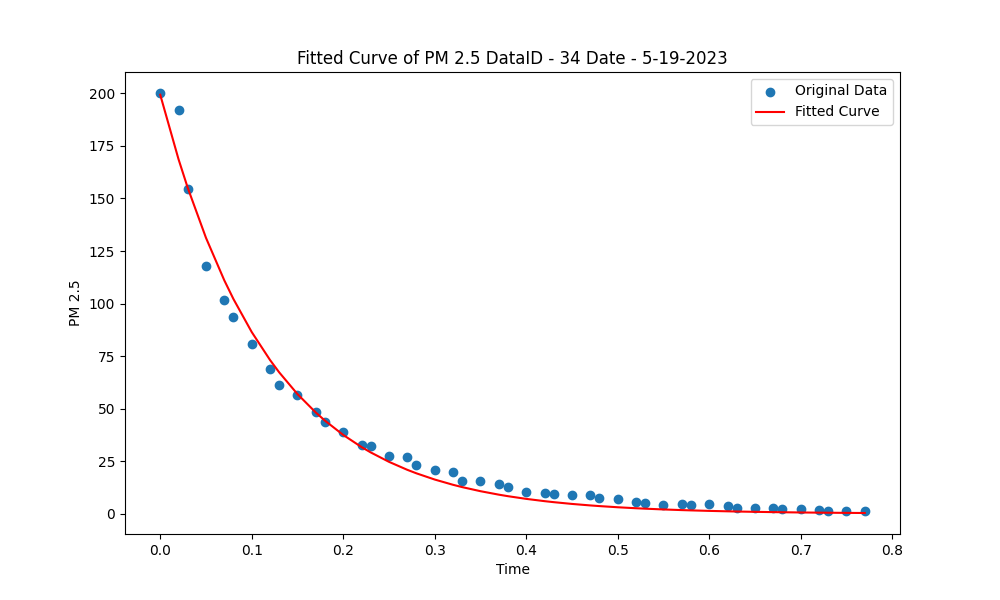 Fitted Curve of PM 2.5 DataID - 34 Date - 5-19-2023
Original Data
Fitted Curve
200
175
150
125
100
75
50
25
0
PM 2.5
0.0 0.1 0.2 0.3 0.4 0.5 0.6 0.7 0.8
Time